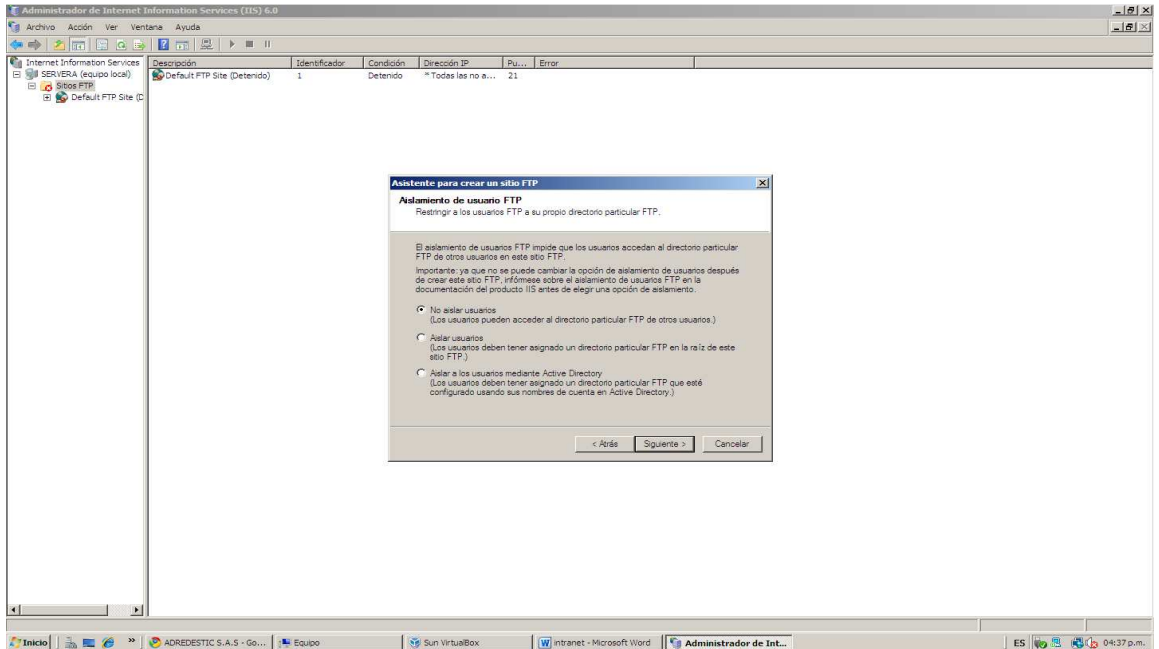 Administrador de Internet Information Services (IIS) 6.0
Archivo Acción Ver Ventana Ayuda
Internet Information Services
SERVERA (equipo local)
Sitios FTP
Default FTP Site (D
Descripción Identificador Condición Dirección IP Pu... Error
Default FTP Site (Detenido) 1 Detenido * Todas las no a... 21
Asistente para crear un sitio FTP
Aislamiento de usuario FTP
Restringir a los usuarios FTP a su propio directorio particular FTP.
El aislamiento de usuarios FTP impide que los usuarios accedan al directorio particular
FTP de otros usuarios en este sitio FTP.
Importante: ya que no se puede cambiar la opción de aislamiento de usuarios después
de crear este sitio FTP, infórmese sobre el aislamiento de usuarios FTP en la
documentación del producto IIS antes de elegir una opción de aislamiento.
No aislar usuarios
(Los usuarios pueden acceder al directorio particular FTP de otros usuarios.)
Aislar usuarios
(Los usuarios deben tener asignado un directorio particular FTP en la raíz de este
sitio FTP.)
Aislar a los usuarios mediante Active Directory
(Los usuarios deben tener asignado un directorio particular FTP que esté
configurado usando sus nombres de cuenta en Active Directory.)
< Atrás Siguiente > Cancelar
Inicio » ADREDESTIC S.A.S - Go... Equipo Sun VirtualBox intranet - Microsoft Word Administrador de Int... ES 04:37 p.m.